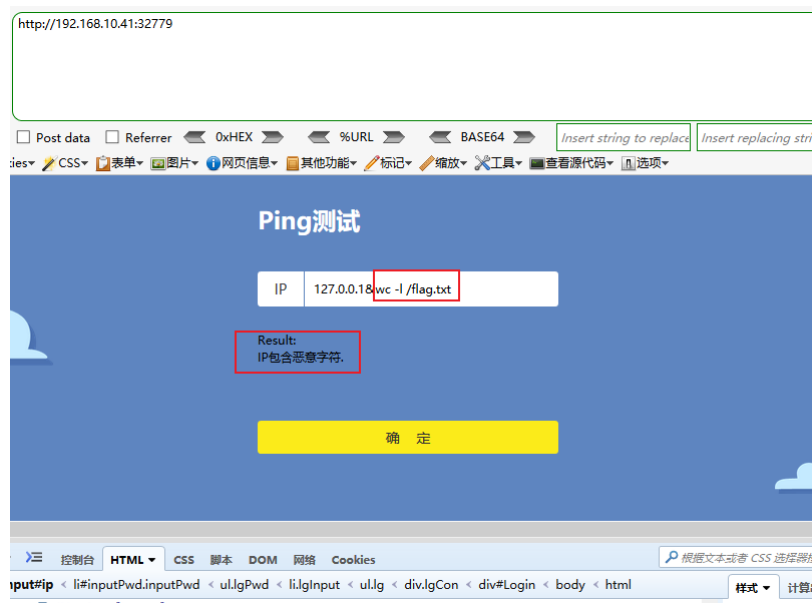 http://192.168.10.41:32779
Post data Referrer 0xHEX %URL BASE64 Insert string to replace Insert replacing stri
ies▾ CSS▾ 表单▾ 图片▾ 网页信息▾ 其他功能▾ 标记▾ 缩放▾ 工具▾ 查看源代码▾ 选项▾
Ping测试
IP 127.0.0.1&wc -l /flag.txt
Result:
IP包含恶意字符.
确 定
控制台 HTML ▾ CSS 脚本 DOM 网络 Cookies 根据文本或者 CSS 选择器
nput#ip < li#inputPwd.inputPwd < ul.lgPwd < li.lgInput < ul.lg < div.lgCon < div#Login < body < html 样式 ▾ 计算